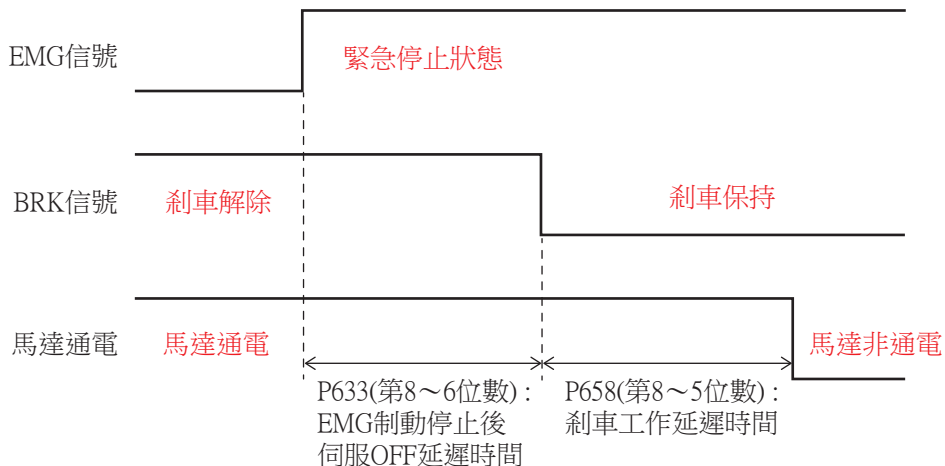 EMG信號
緊急停止狀態
BRK信號
剎車解除
剎車保持
馬達通電
馬達通電
馬達非通電
P633(第8～6位數)：
EMG制動停止後
伺服OFF延遲時間
P658(第8～5位數)：
剎車工作延遲時間